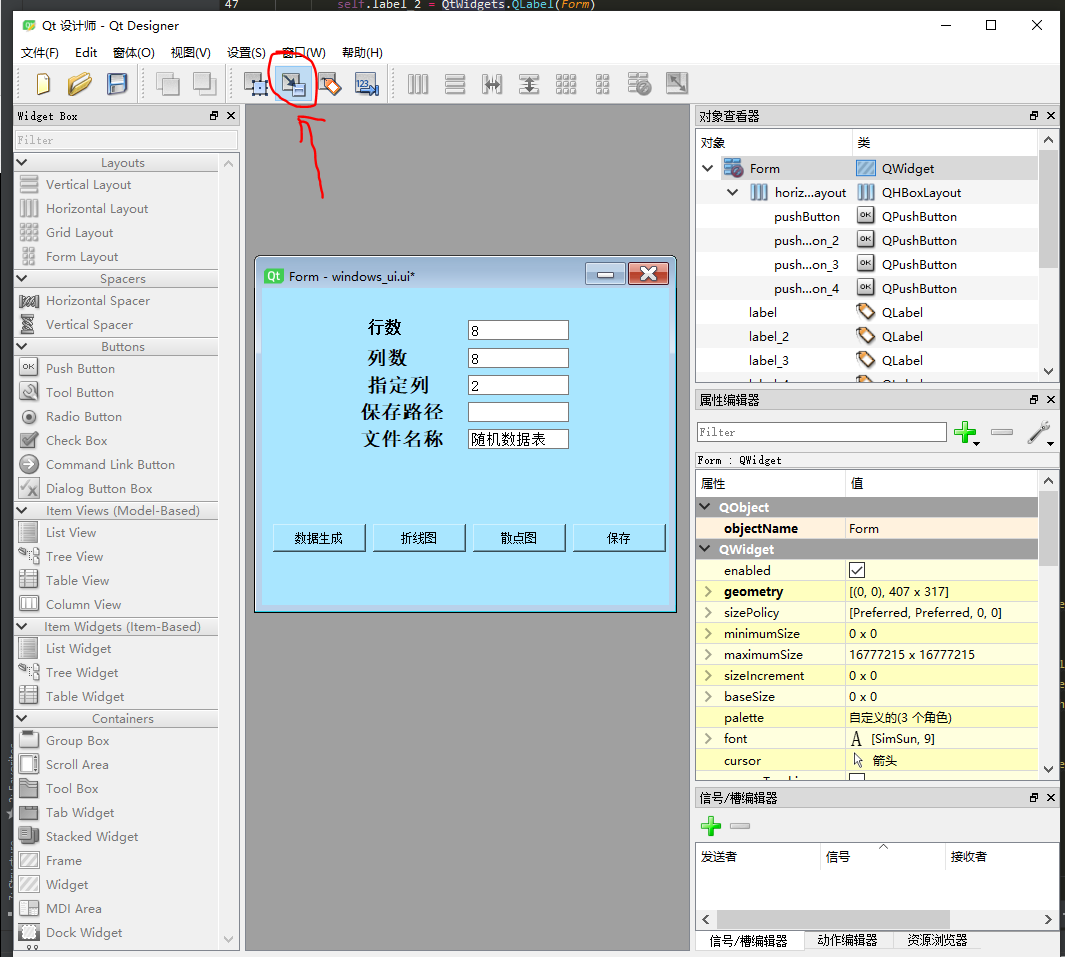 47 self.label_2 = QtWidgets.QLabel(Form)
Qt 设计师 - Qt Designer
文件(F) Edit 窗体(O) 视图(V) 设置(S) 窗口(W) 帮助(H)
Widget Box
Filter
Layouts
Vertical Layout
Horizontal Layout
Grid Layout
Form Layout
Spacers
Horizontal Spacer
Vertical Spacer
Buttons
OK Push Button
Tool Button
Radio Button
Check Box
Command Link Button
Dialog Button Box
Item Views (Model-Based)
List View
Tree View
Table View
Column View
Item Widgets (Item-Based)
List Widget
Tree Widget
Table Widget
Containers
Group Box
Scroll Area
Tool Box
Tab Widget
Stacked Widget
Frame
Widget
MDI Area
Dock Widget
Qt Form - windows_ui.ui*
行数 8
列数 8
指定列 2
保存路径
文件名称 随机数据表
数据生成 折线图 散点图 保存
对象查看器
对象 类
Form QWidget
horiz...ayout QHBoxLayout
pushButton OK QPushButton
push...on_2 OK QPushButton
push...on_3 OK QPushButton
push...on_4 OK QPushButton
label QLabel
label_2 QLabel
label_3 QLabel
属性编辑器
Filter
Form : QWidget
属性 值
QObject
objectName Form
QWidget
enabled
geometry [(0, 0), 407 x 317]
sizePolicy [Preferred, Preferred, 0, 0]
minimumSize 0 x 0
maximumSize 16777215 x 16777215
sizeIncrement 0 x 0
baseSize 0 x 0
palette 自定义的(3 个角色)
font A [SimSun, 9]
cursor 箭头
信号/槽编辑器
发送者 信号 接收者
信号/槽编辑器 动作编辑器 资源浏览器